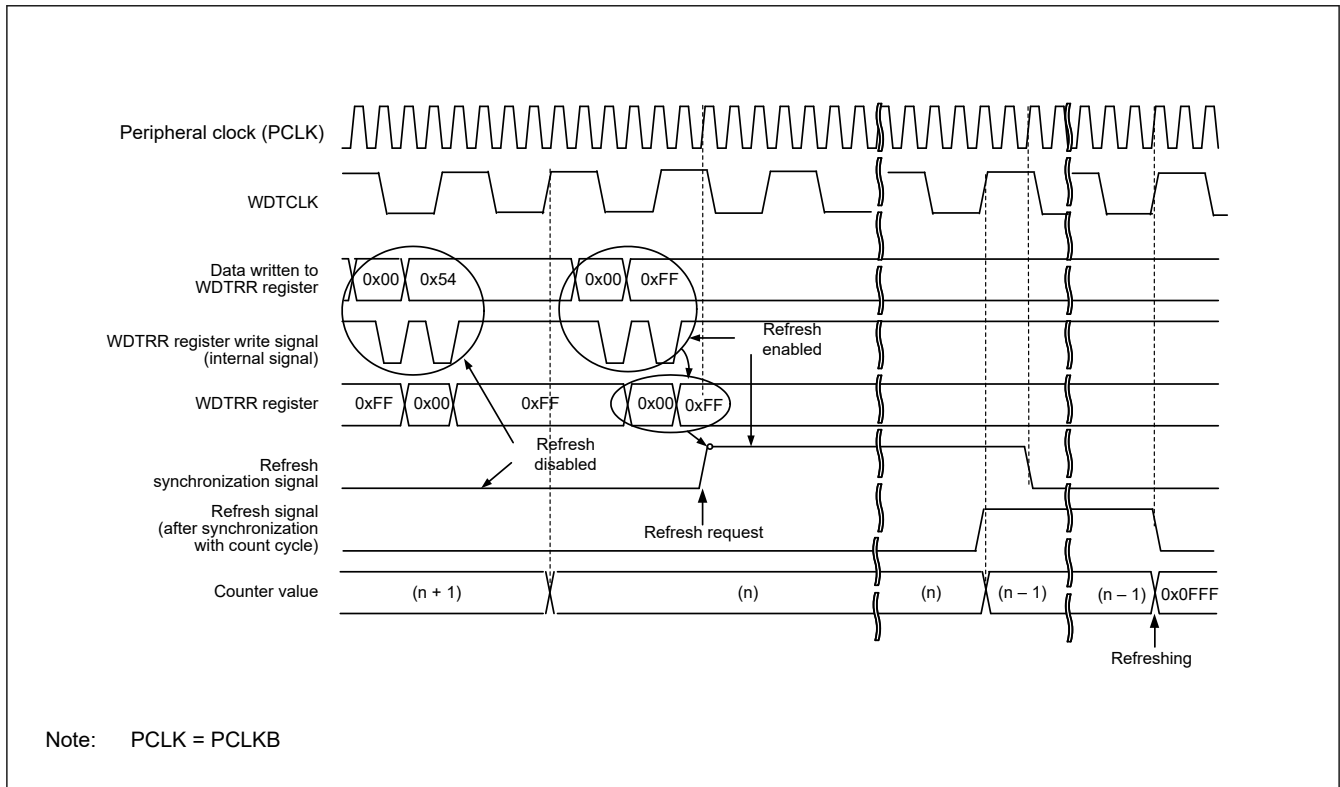 Peripheral clock (PCLK)
WDTCLK
Data written to
WDTRR register
0x00
0x54
0x00
0xFF
WDTRR register write signal
(internal signal)
Refresh
enabled
WDTRR register
0xFF
0x00
0xFF
0x00
0xFF
Refresh
disabled
Refresh
synchronization signal
Refresh signal
(after synchronization
with count cycle)
Refresh request
Counter value
(n + 1)
(n)
(n)
(n – 1)
(n – 1)
0x0FFF
Refreshing
Note: PCLK = PCLKB